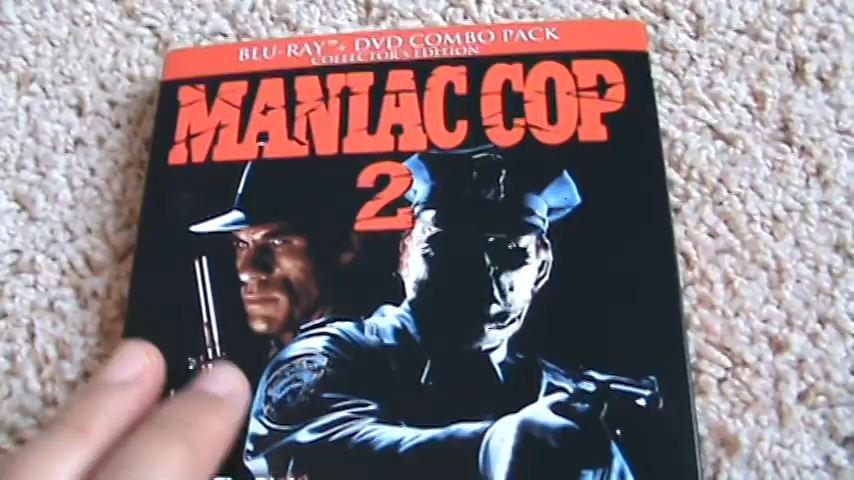 BLU-RAY™ + DVD COMBO PACK
COLLECTOR'S EDITION
MANIAC COP
2